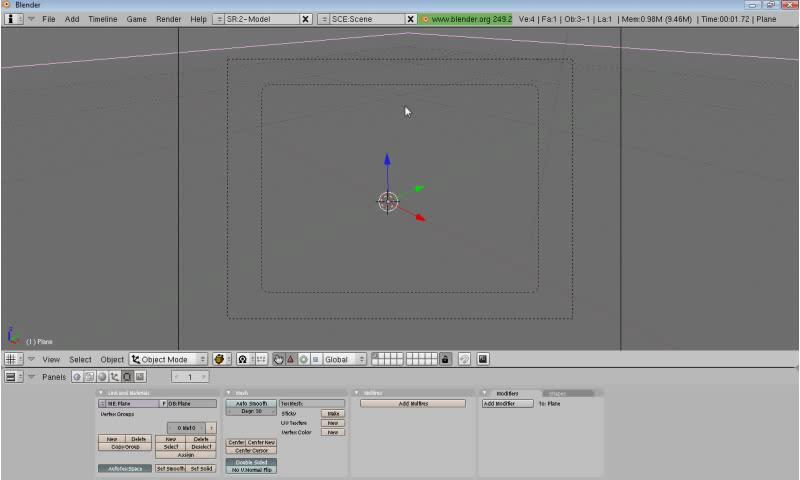 Blender
File Add Timeline Game Render Help SR:2-Model X SCE:Scene X www.blender.org 249.2 Ve:4 | Fa:1 | Ob:3-1 | La:1 | Mem:0.98M (9.46M) | Time:00:01.72 | Plane
(1) Plane
View Select Object Object Mode Global
Panels 1
Link and Materials Mesh Multires Modifiers Shapes
ME:Plane F OB:Plane Auto Smooth TexMesh: Add Multires Add Modifier To: Plane
Vertex Groups Degr: 30 Sticky Make
0 Mat 0 ? UV Texture New
Vertex Color New
New Delete New Delete Center Center New
Copy Group Select Deselect Center Cursor
Assign
Double Sided
AutoTexSpace Set Smooth Set Solid No V.Normal Flip